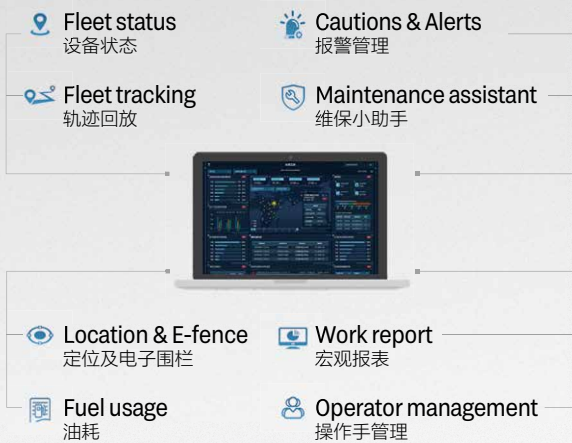 Fleet status
设备状态
Cautions & Alerts
报警管理
Fleet tracking
轨迹回放
Maintenance assistant
维保小助手
Location & E-fence
定位及电子围栏
Work report
宏观报表
Fuel usage
油耗
Operator management
操作手管理